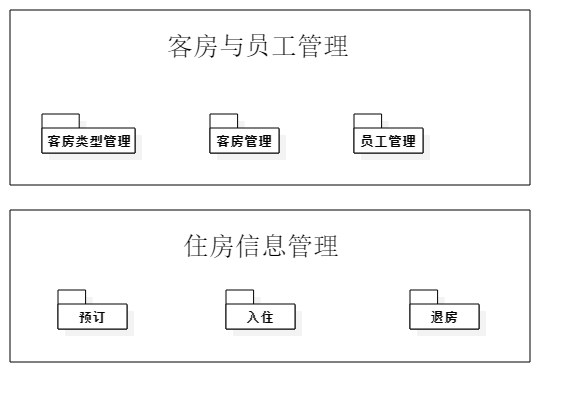 客房与员工管理
客房类型管理
客房管理
员工管理
住房信息管理
预订
入住
退房